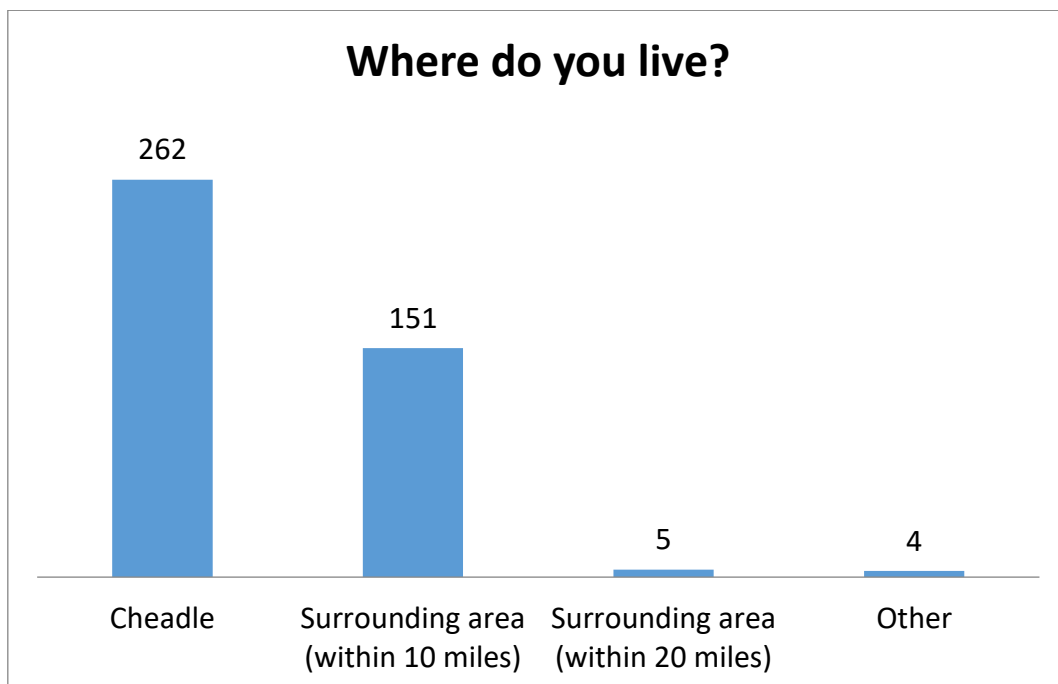 Where do you live?
262
151
5
4
Cheadle
Surrounding area
(within 10 miles)
Surrounding area
(within 20 miles)
Other